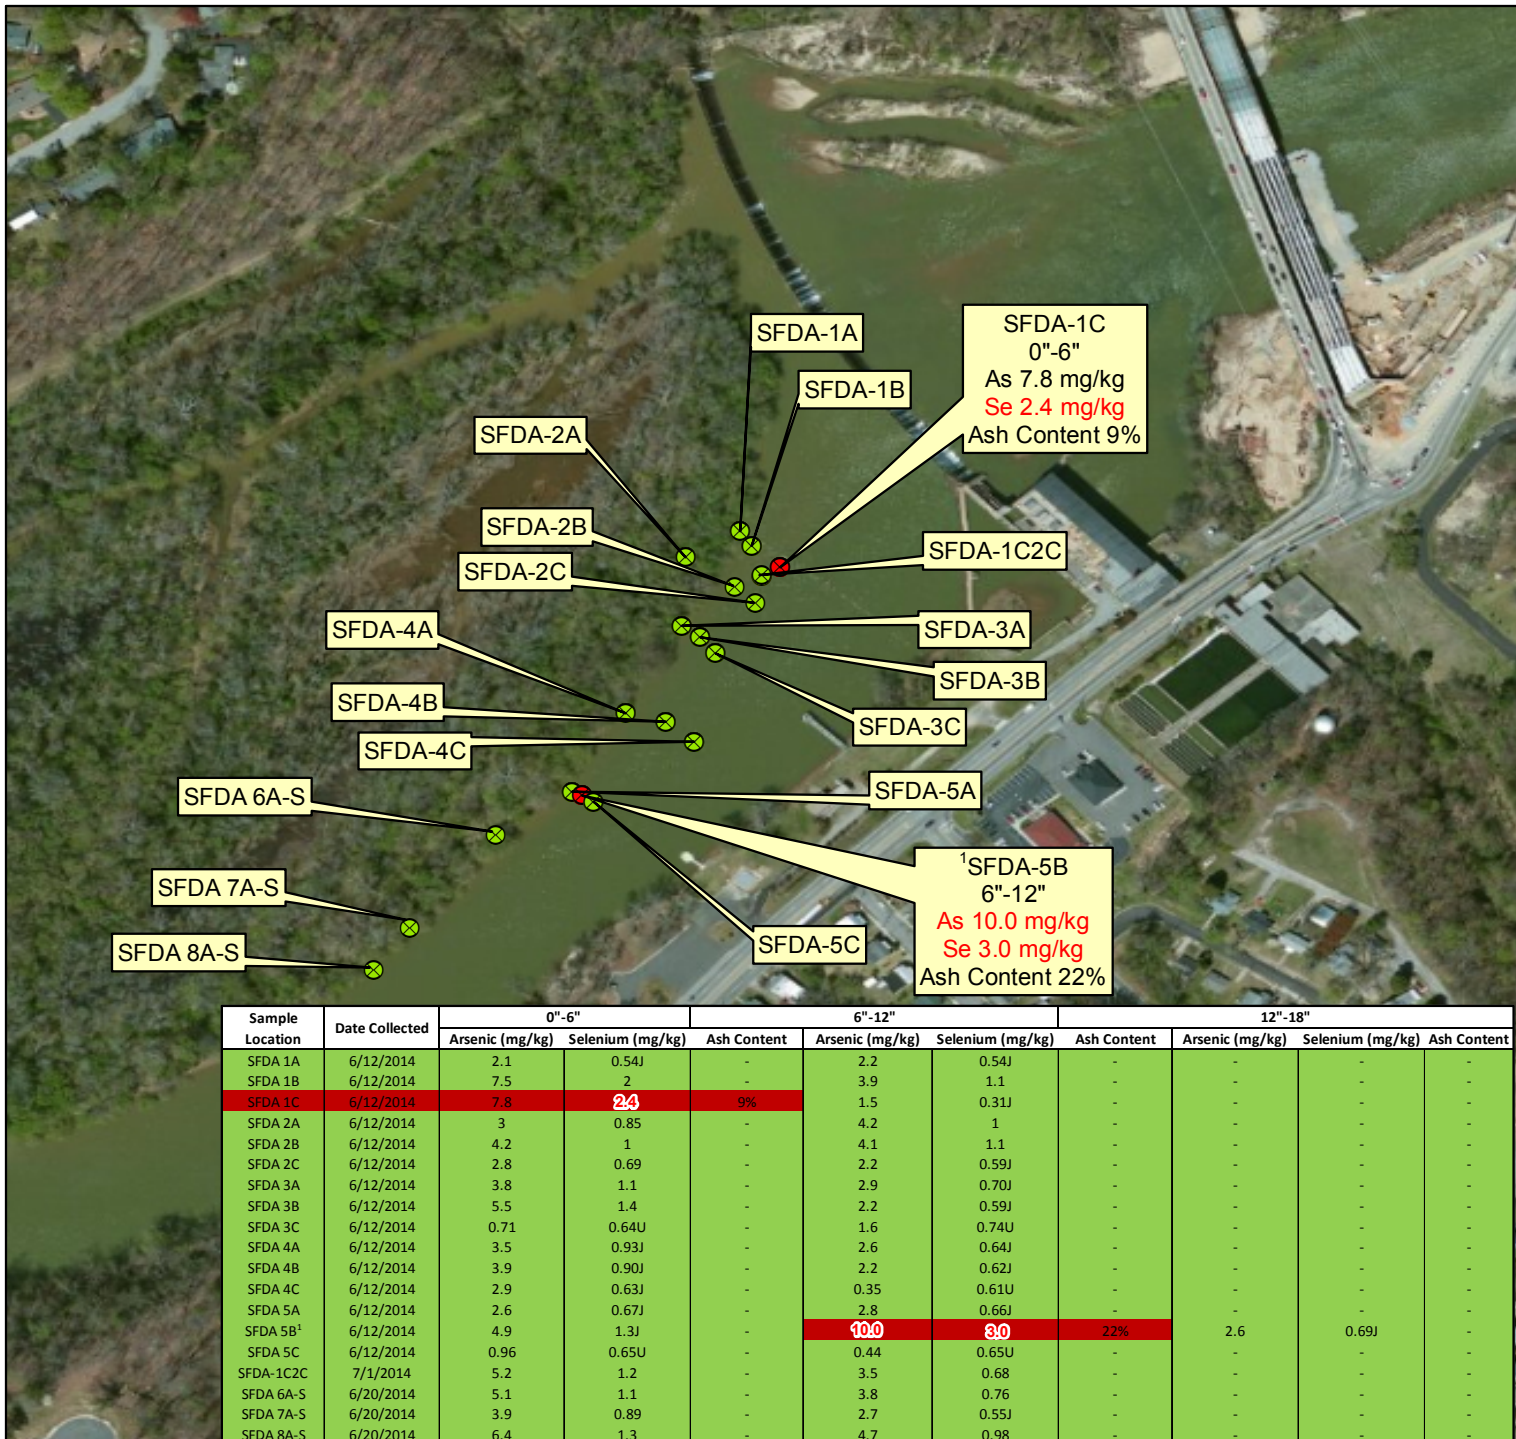 SFDA-1A
SFDA-1C
0"-6"
As 7.8 mg/kg
Se 2.4 mg/kg
Ash Content 9%
SFDA-1B
SFDA-2A
SFDA-2B
SFDA-1C2C
SFDA-2C
SFDA-4A
SFDA-3A
SFDA-3B
SFDA-4B
SFDA-3C
SFDA-4C
SFDA 6A-S
SFDA-5A
¹SFDA-5B
6"-12"
As 10.0 mg/kg
Se 3.0 mg/kg
Ash Content 22%
SFDA 7A-S
SFDA-5C
SFDA 8A-S
Sample Location Date Collected 0"-6" 6"-12" 12"-18"
Arsenic (mg/kg) Selenium (mg/kg) Ash Content Arsenic (mg/kg) Selenium (mg/kg) Ash Content Arsenic (mg/kg) Selenium (mg/kg) Ash Content
SFDA 1A 6/12/2014 2.1 0.54J - 2.2 0.54J - - - -
SFDA 1B 6/12/2014 7.5 2 - 3.9 1.1 - - - -
SFDA 1C 6/12/2014 7.8 2.4 9% 1.5 0.31J - - - -
SFDA 2A 6/12/2014 3 0.85 - 4.2 1 - - - -
SFDA 2B 6/12/2014 4.2 1 - 4.1 1.1 - - - -
SFDA 2C 6/12/2014 2.8 0.69 - 2.2 0.59J - - - -
SFDA 3A 6/12/2014 3.8 1.1 - 2.9 0.70J - - - -
SFDA 3B 6/12/2014 5.5 1.4 - 2.2 0.59J - - - -
SFDA 3C 6/12/2014 0.71 0.64U - 1.6 0.74U - - - -
SFDA 4A 6/12/2014 3.5 0.93J - 2.6 0.64J - - - -
SFDA 4B 6/12/2014 3.9 0.90J - 2.2 0.62J - - - -
SFDA 4C 6/12/2014 2.9 0.63J - 0.35 0.61U - - - -
SFDA 5A 6/12/2014 2.6 0.67J - 2.8 0.66J - - - -
SFDA 5B¹ 6/12/2014 4.9 1.3J - 10.0 3.0 22% 2.6 0.69J -
SFDA 5C 6/12/2014 0.96 0.65U - 0.44 0.65U - - - -
SFDA-1C2C 7/1/2014 5.2 1.2 - 3.5 0.68 - - - -
SFDA 6A-S 6/20/2014 5.1 1.1 - 3.8 0.76 - - - -
SFDA 7A-S 6/20/2014 3.9 0.89 - 2.7 0.55J - - - -
SFDA 8A-S 6/20/2014 6.4 1.3 - 4.7 0.98 - - - -